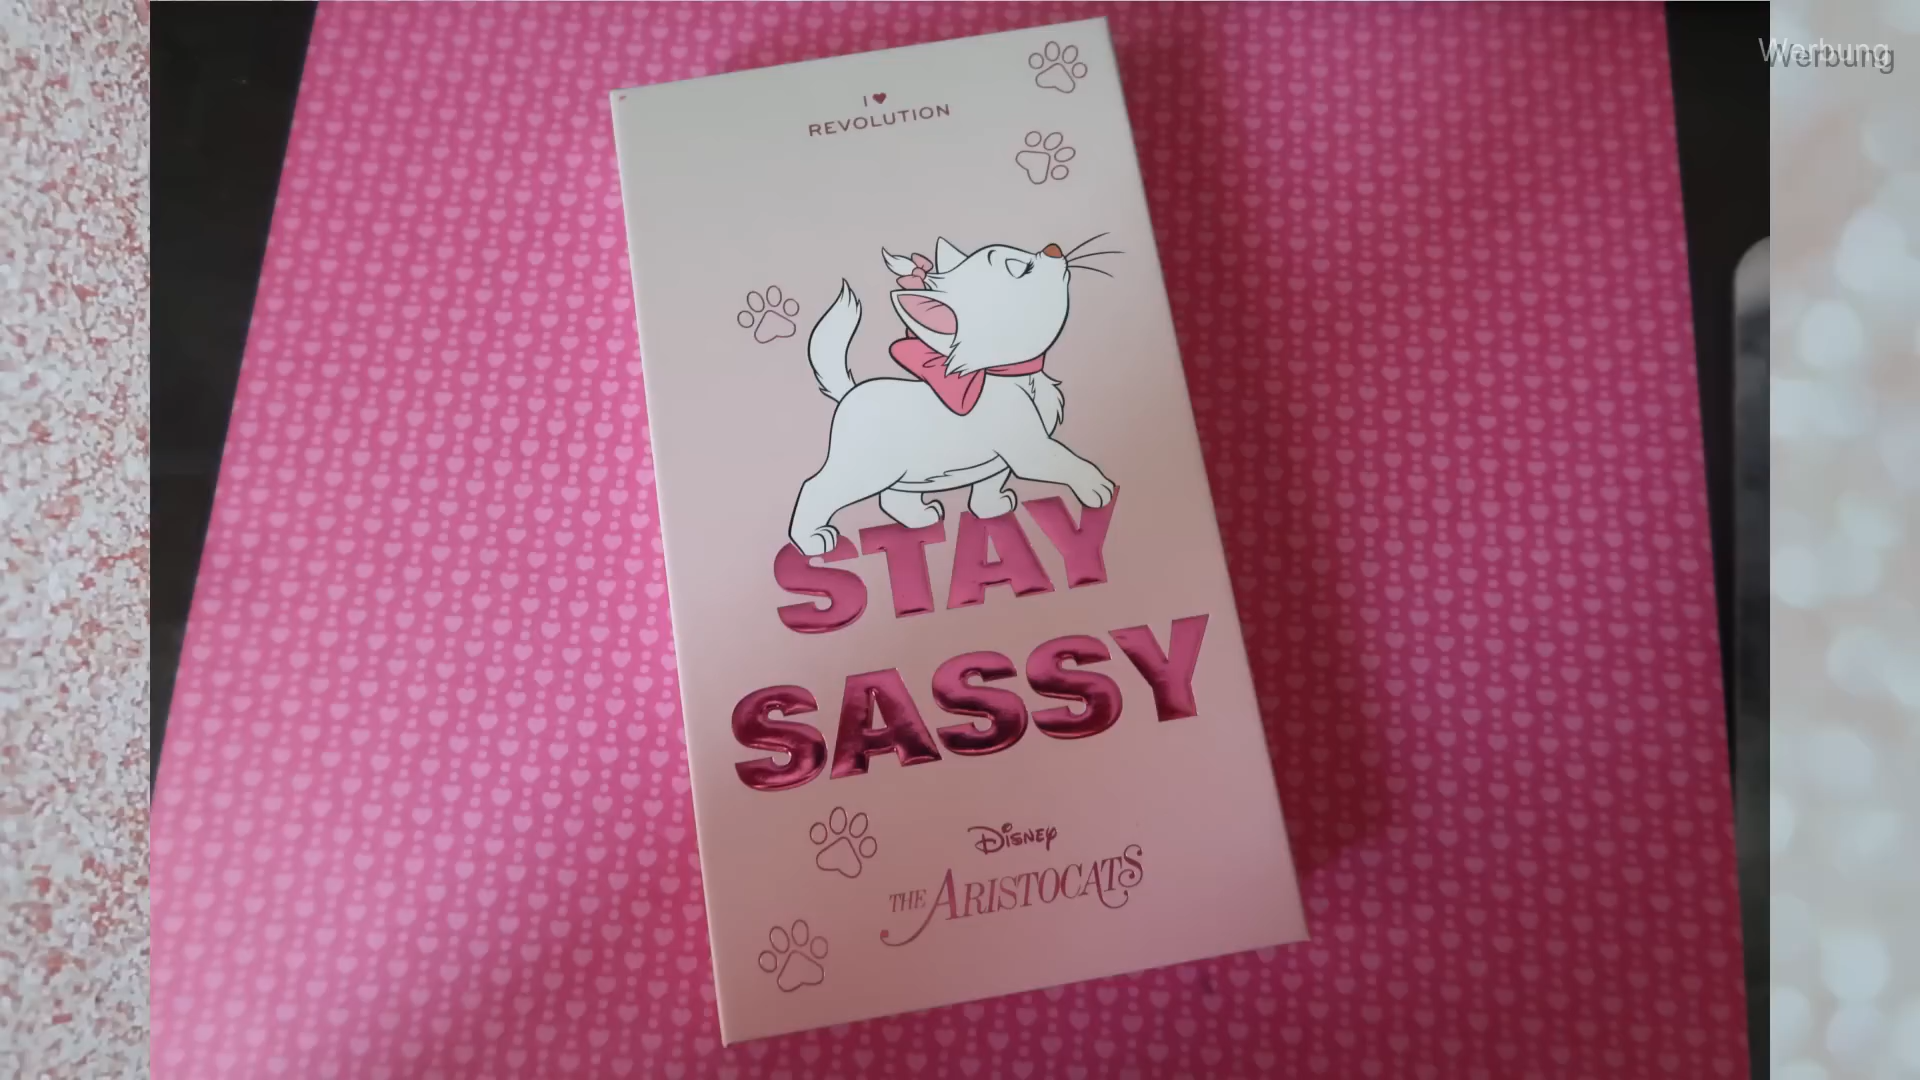 Werbung
I ♥
REVOLUTION
STAY
SASSY
Disney
THE ARISTOCATS